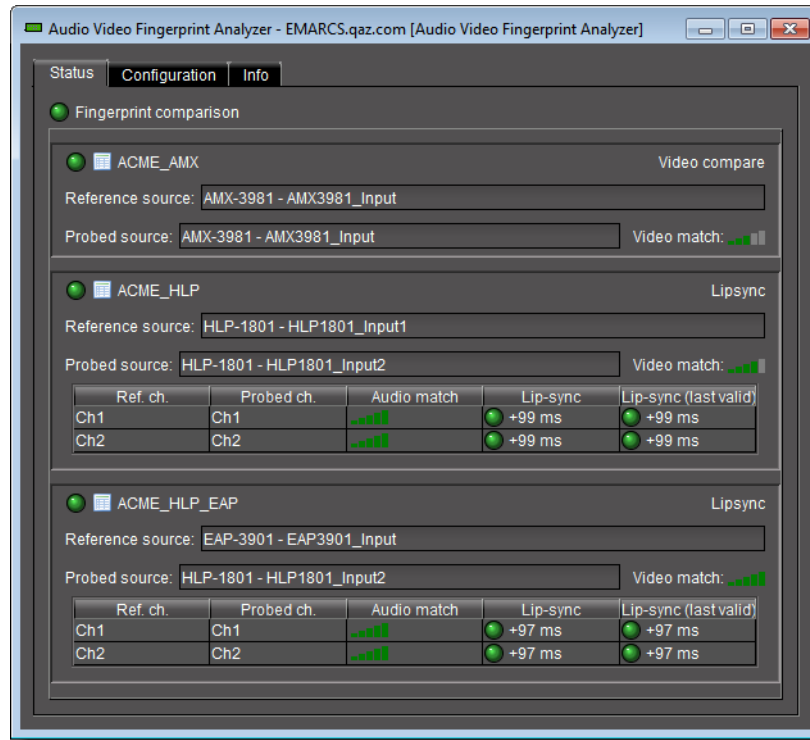 Audio Video Fingerprint Analyzer - EMARCS.qaz.com [Audio Video Fingerprint Analyzer]
Status Configuration Info
Fingerprint comparison
ACME_AMX Video compare
Reference source: AMX-3981 - AMX3981_Input
Probed source: AMX-3981 - AMX3981_Input Video match:
ACME_HLP Lipsync
Reference source: HLP-1801 - HLP1801_Input1
Probed source: HLP-1801 - HLP1801_Input2 Video match:
Ref. ch. Probed ch. Audio match Lip-sync Lip-sync (last valid)
Ch1 Ch1 +99 ms +99 ms
Ch2 Ch2 +99 ms +99 ms
ACME_HLP_EAP Lipsync
Reference source: EAP-3901 - EAP3901_Input
Probed source: HLP-1801 - HLP1801_Input2 Video match:
Ref. ch. Probed ch. Audio match Lip-sync Lip-sync (last valid)
Ch1 Ch1 +97 ms +97 ms
Ch2 Ch2 +97 ms +97 ms